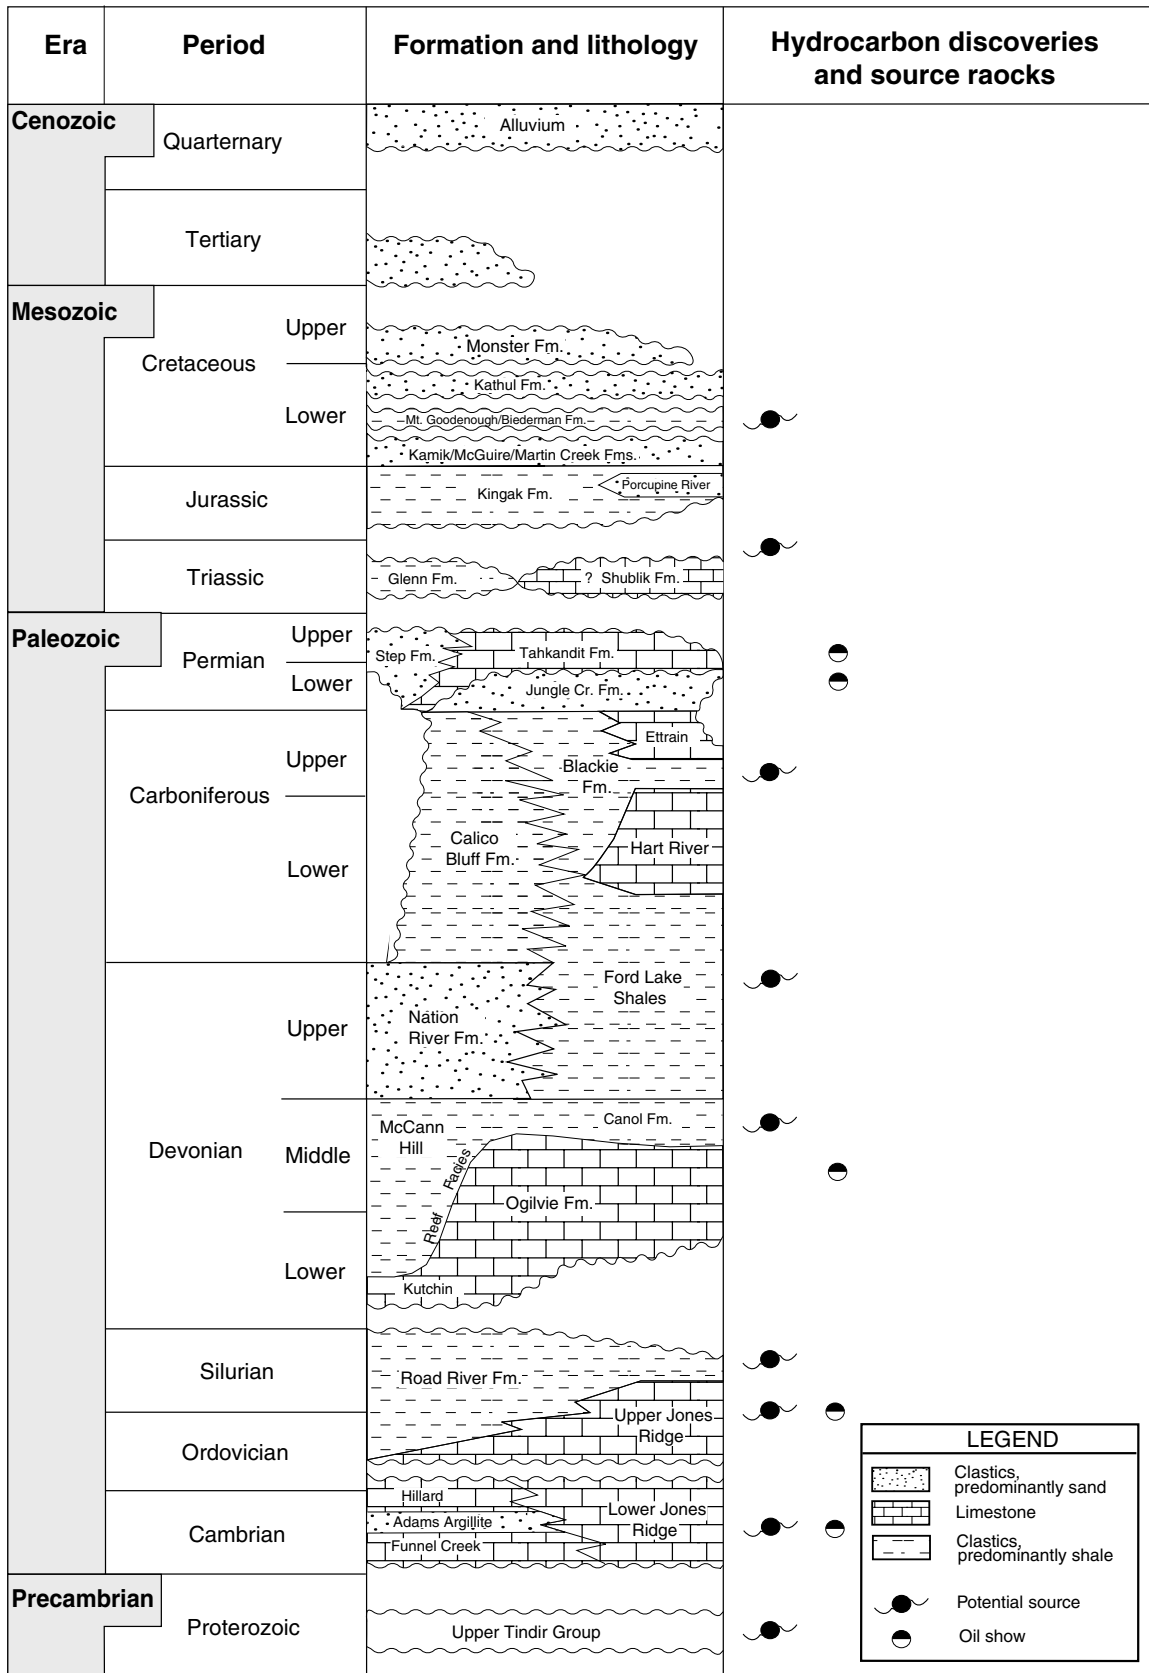 Era
Period
Formation and lithology
Hydrocarbon discoveries
and source raocks
Cenozoic
Quarternary
Alluvium
Tertiary
Mesozoic
Cretaceous
Upper
Monster Fm.
Kathul Fm.
Lower
Mt. Goodenough/Biederman Fm.
Kamik/McGuire/Martin Creek Fms.
Jurassic
Kingak Fm.
Porcupine River
Triassic
Glenn Fm.
? Shublik Fm.
Paleozoic
Permian
Upper
Step Fm.
Tahkandit Fm.
Lower
Jungle Cr. Fm.
Carboniferous
Upper
Ettrain
Blackie
Fm.
Lower
Calico
Bluff Fm.
Hart River
Devonian
Upper
Nation
River Fm.
Ford Lake
Shales
Middle
McCann
Hill
Canol Fm.
Reef Facies
Ogilvie Fm.
Lower
Kutchin
Silurian
Road River Fm.
Ordovician
Upper Jones
Ridge
Cambrian
Hillard
Adams Argillite
Funnel Creek
Lower Jones
Ridge
Precambrian
Proterozoic
Upper Tindir Group
LEGEND
Clastics,
predominantly sand
Limestone
Clastics,
predominantly shale
Potential source
Oil show